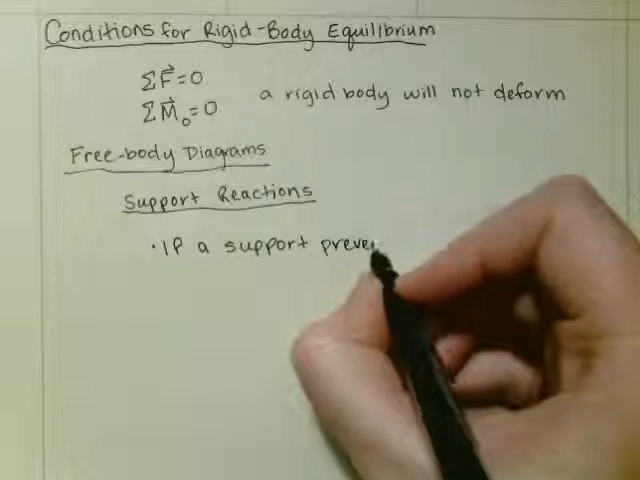 Conditions for Rigid-Body Equilibrium
ΣF⃗=0
ΣM⃗₀=0 a rigid body will not deform
Free-body Diagrams
Support Reactions
·If a support preve